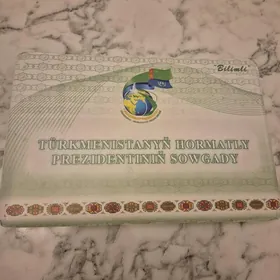 Bilimli
TÜRKMENISTANYŇ HORMATLY
PREZIDENTINIŇ SOWGADY